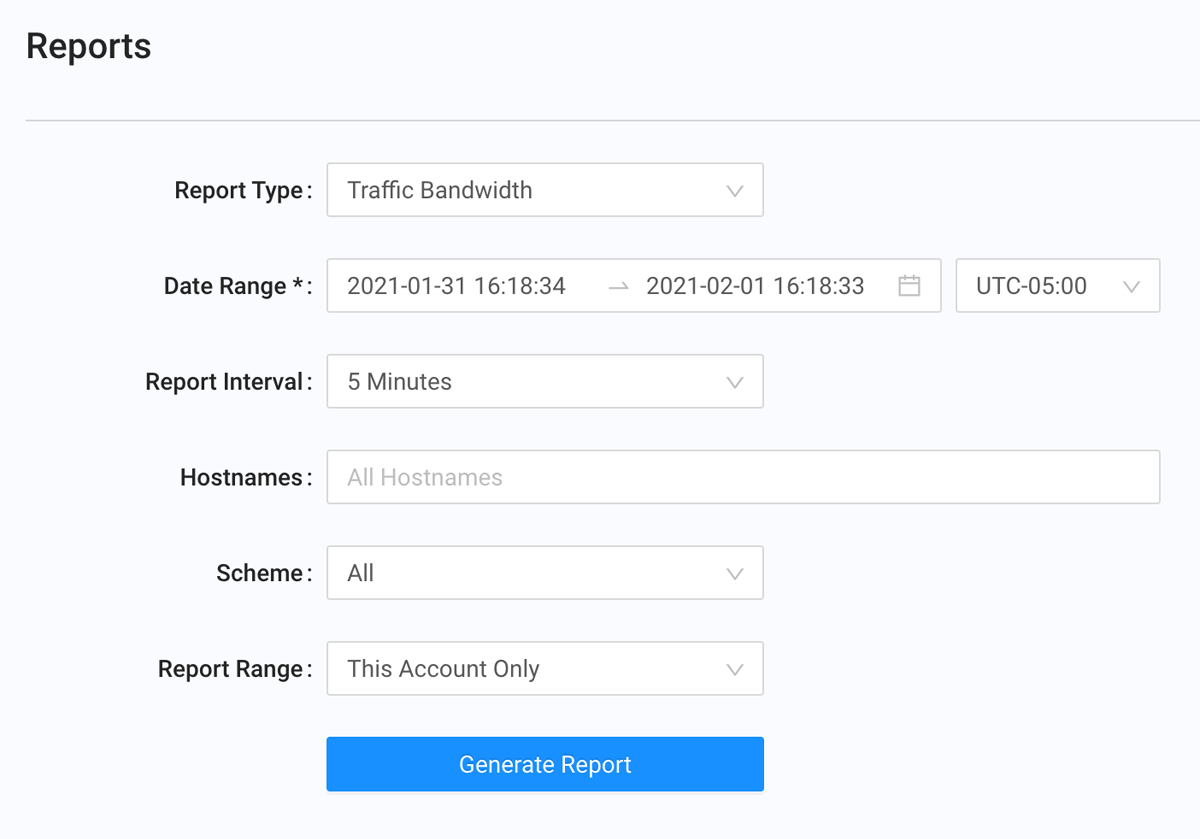 Reports
Report Type: Traffic Bandwidth
Date Range *: 2021-01-31 16:18:34 → 2021-02-01 16:18:33 UTC-05:00
Report Interval: 5 Minutes
Hostnames: All Hostnames
Scheme: All
Report Range: This Account Only
Generate Report